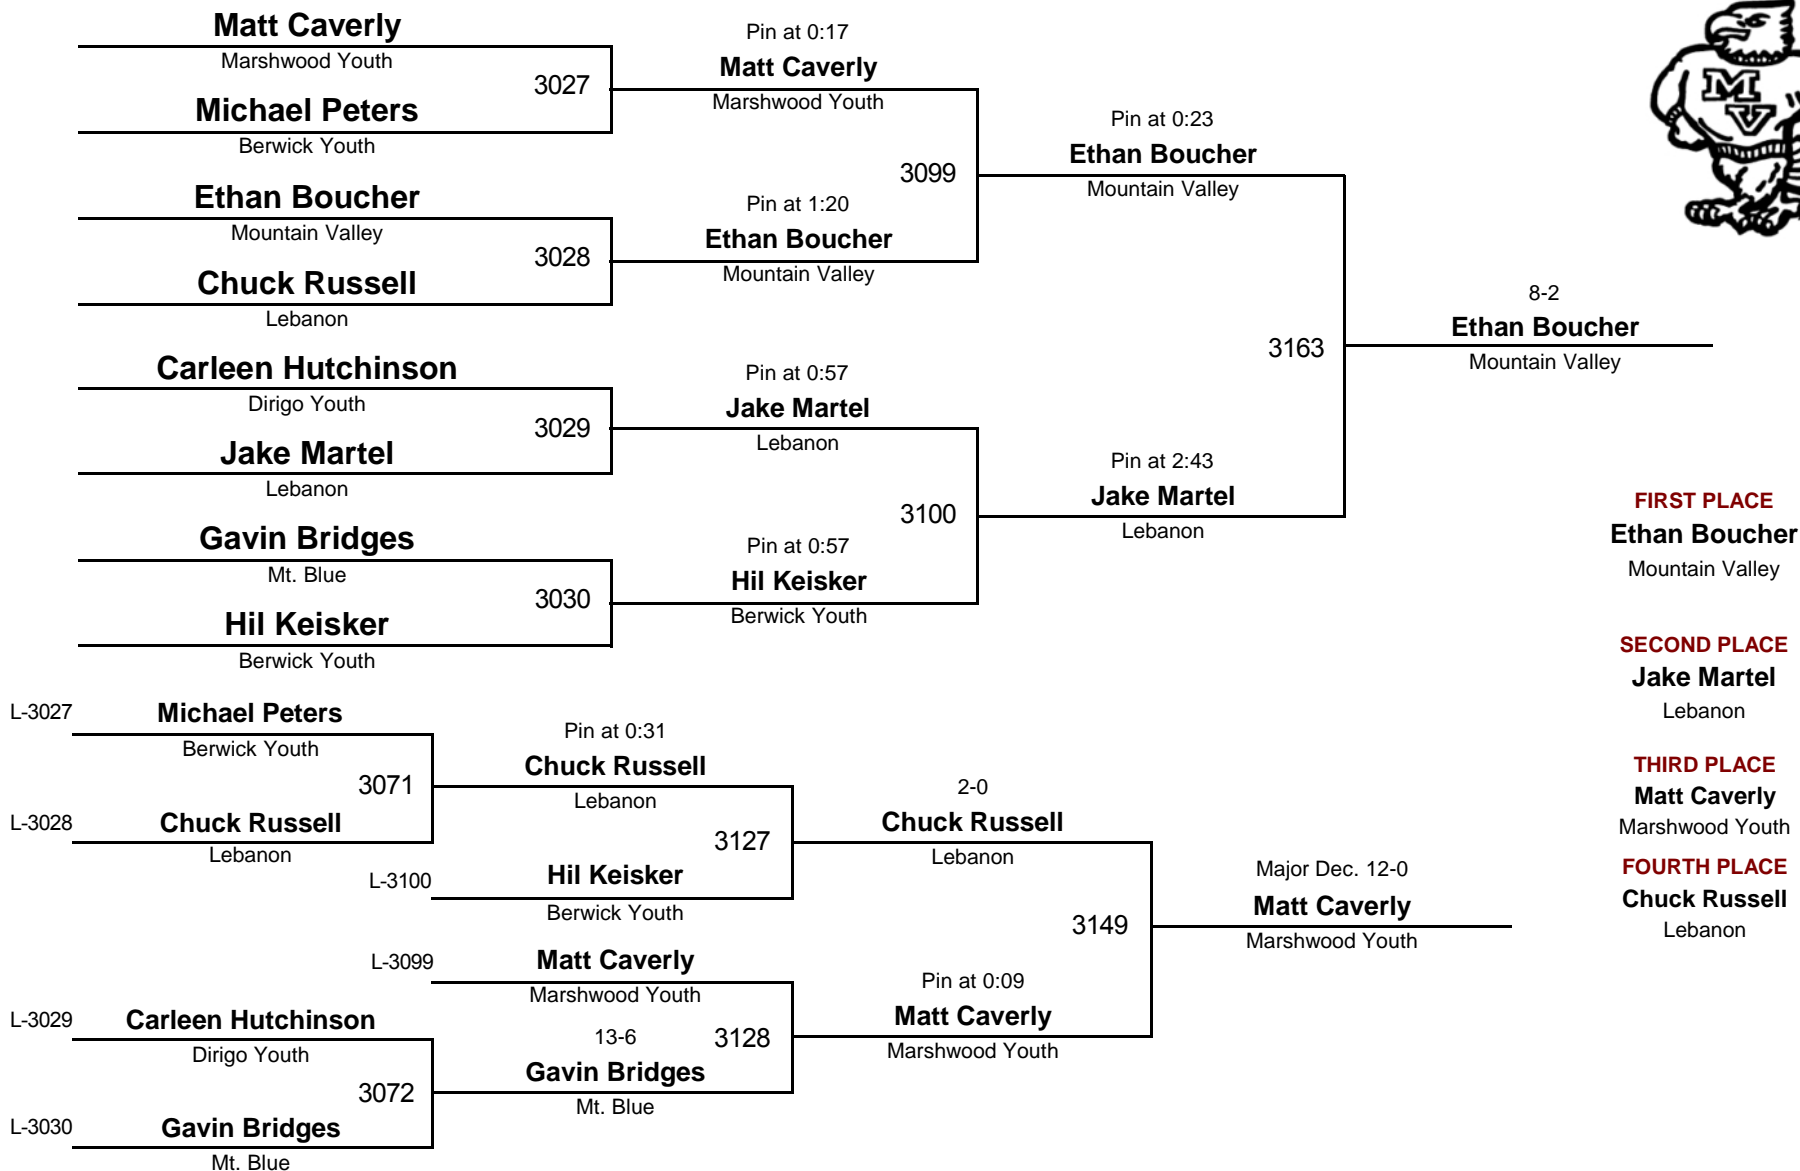 Matt Caverly
Marshwood Youth
3027
Michael Peters
Berwick Youth
Ethan Boucher
Mountain Valley
3028
Chuck Russell
Lebanon
Carleen Hutchinson
Dirigo Youth
3029
Jake Martel
Lebanon
Gavin Bridges
Mt. Blue
3030
Hil Keisker
Berwick Youth
Pin at 0:17
Matt Caverly
Marshwood Youth
3099
Pin at 1:20
Ethan Boucher
Mountain Valley
Pin at 0:57
Jake Martel
Lebanon
3100
Pin at 0:57
Hil Keisker
Berwick Youth
Pin at 0:23
Ethan Boucher
Mountain Valley
3163
Pin at 2:43
Jake Martel
Lebanon
8-2
Ethan Boucher
Mountain Valley
MV
L-3027
Michael Peters
Berwick Youth
3071
L-3028
Chuck Russell
Lebanon
L-3029
Carleen Hutchinson
Dirigo Youth
3072
L-3030
Gavin Bridges
Mt. Blue
Pin at 0:31
Chuck Russell
Lebanon
3127
L-3100
Hil Keisker
Berwick Youth
L-3099
Matt Caverly
Marshwood Youth
3128
13-6
Gavin Bridges
Mt. Blue
2-0
Chuck Russell
Lebanon
3149
Pin at 0:09
Matt Caverly
Marshwood Youth
Major Dec. 12-0
Matt Caverly
Marshwood Youth
FIRST PLACE
Ethan Boucher
Mountain Valley
SECOND PLACE
Jake Martel
Lebanon
THIRD PLACE
Matt Caverly
Marshwood Youth
FOURTH PLACE
Chuck Russell
Lebanon